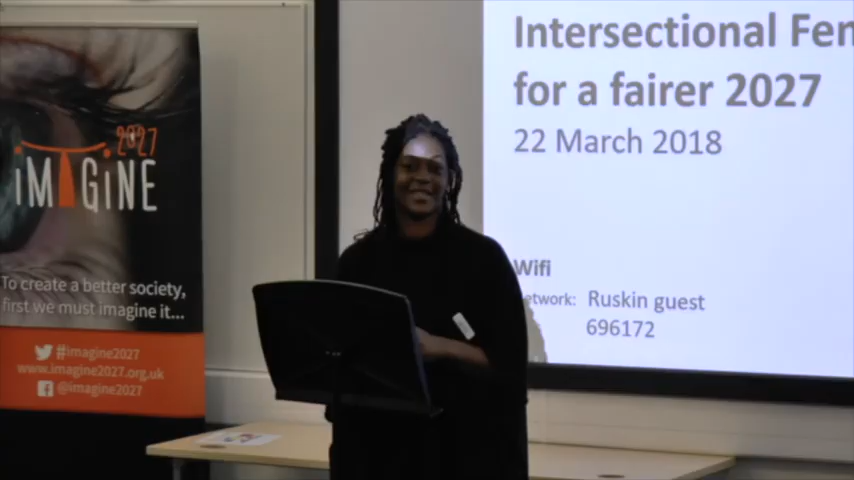 2027
iMAGiNE
To create a better society,
first we must imagine it...
#imagine2027
www.imagine2027.org.uk
@imagine2027
Intersectional Fem
for a fairer 2027
22 March 2018
Wifi
etwork: Ruskin guest
696172